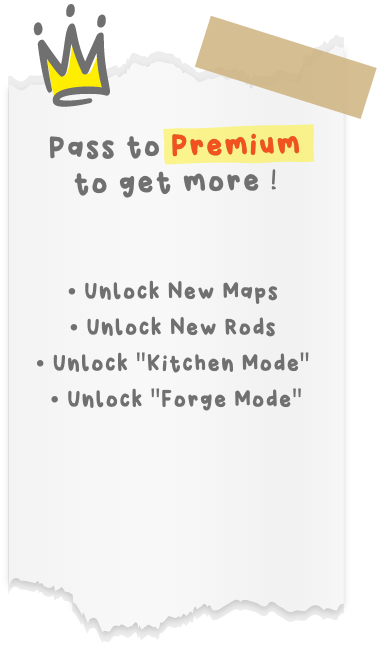 Pass to Premium
to get more !
• Unlock New Maps
• Unlock New Rods
• Unlock "Kitchen Mode"
• Unlock "Forge Mode"